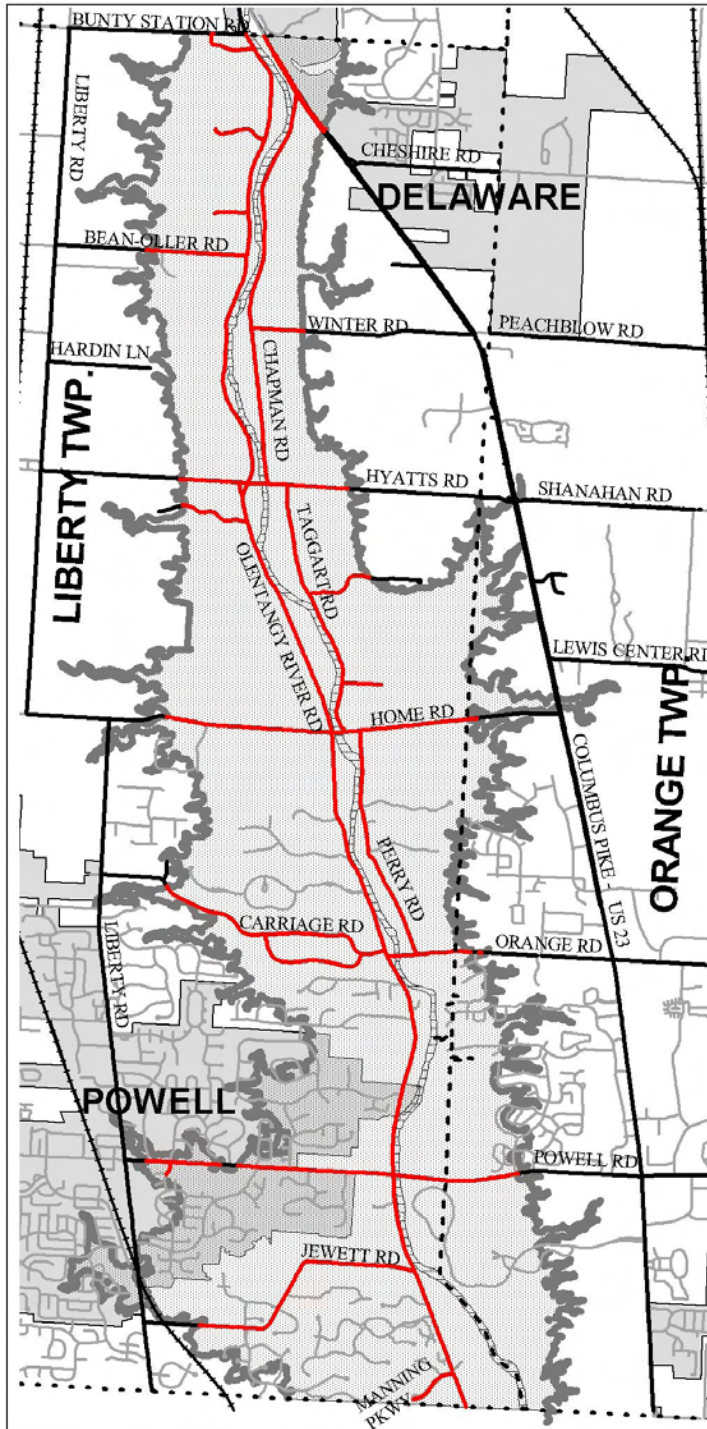 BUNTY STATION RD
LIBERTY RD
CHESHIRE RD
DELAWARE
BEAN-OLLER RD
WINTER RD
PEACHBLOW RD
HARDIN LN
CHAPMAN RD
LIBERTY TWP.
HYATTS RD
SHANAHAN RD
TAGGART RD
OLENTANGY RIVER RD
LEWIS CENTER RD
HOME RD
ORANGE TWP.
COLUMBUS PIKE - US 23
PERRY RD
CARRIAGE RD
LIBERTY RD
ORANGE RD
POWELL
POWELL RD
JEWETT RD
MANNING
PKWY